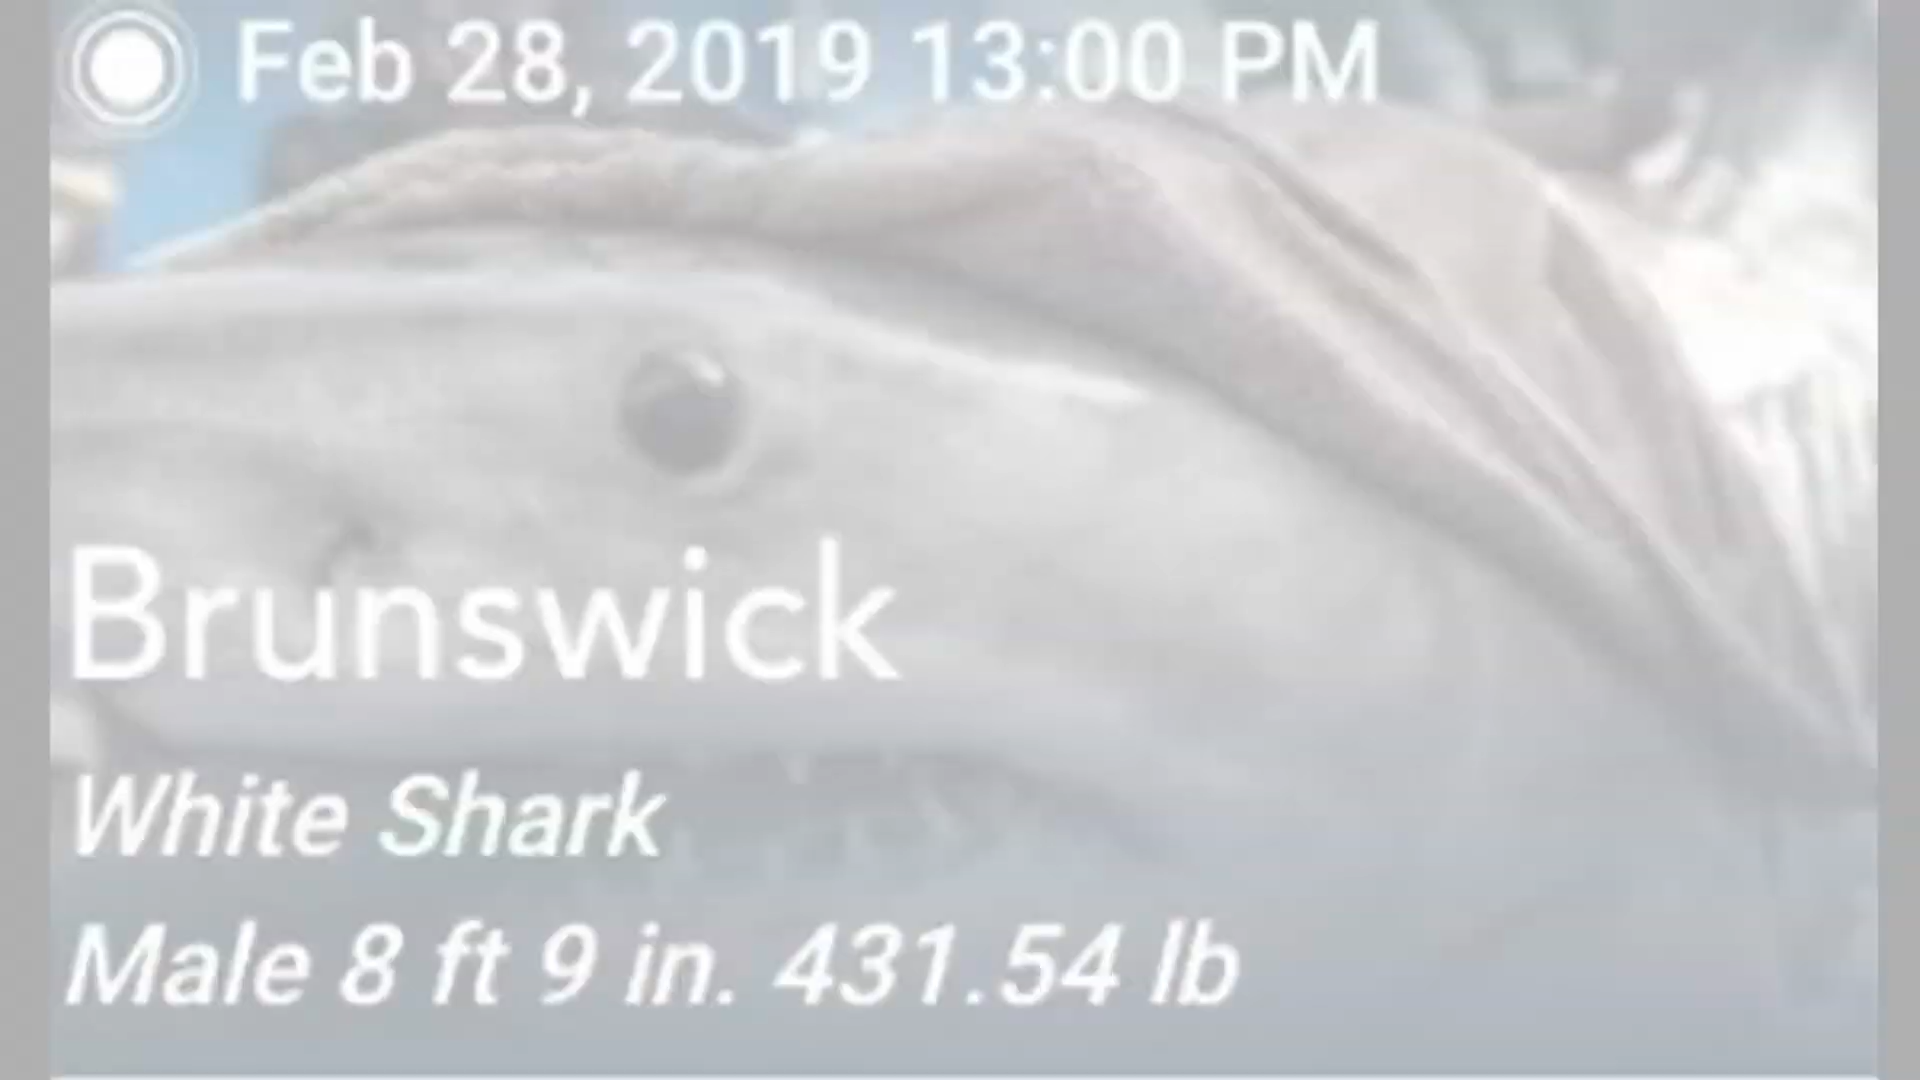 Feb 28, 2019 13:00 PM
Brunswick
White Shark
Male 8 ft 9 in. 431.54 lb